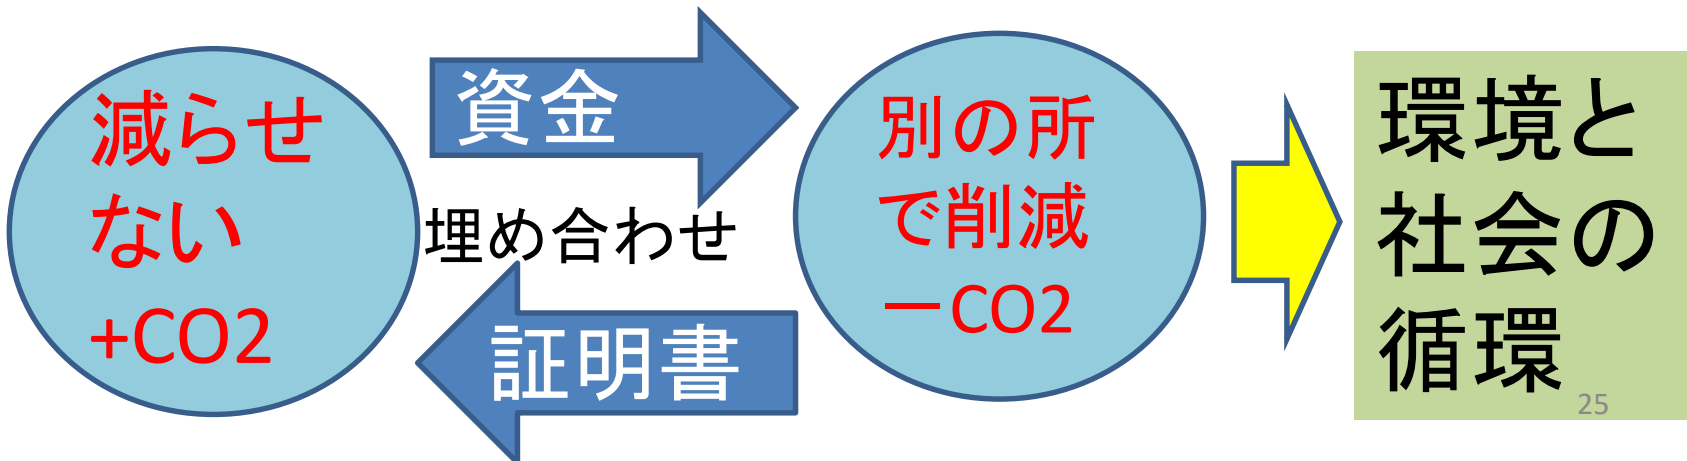 減らせ
ない
+CO2
資金
埋め合わせ
証明書
別の所
で削減
－CO2
環境と
社会の
循環
25